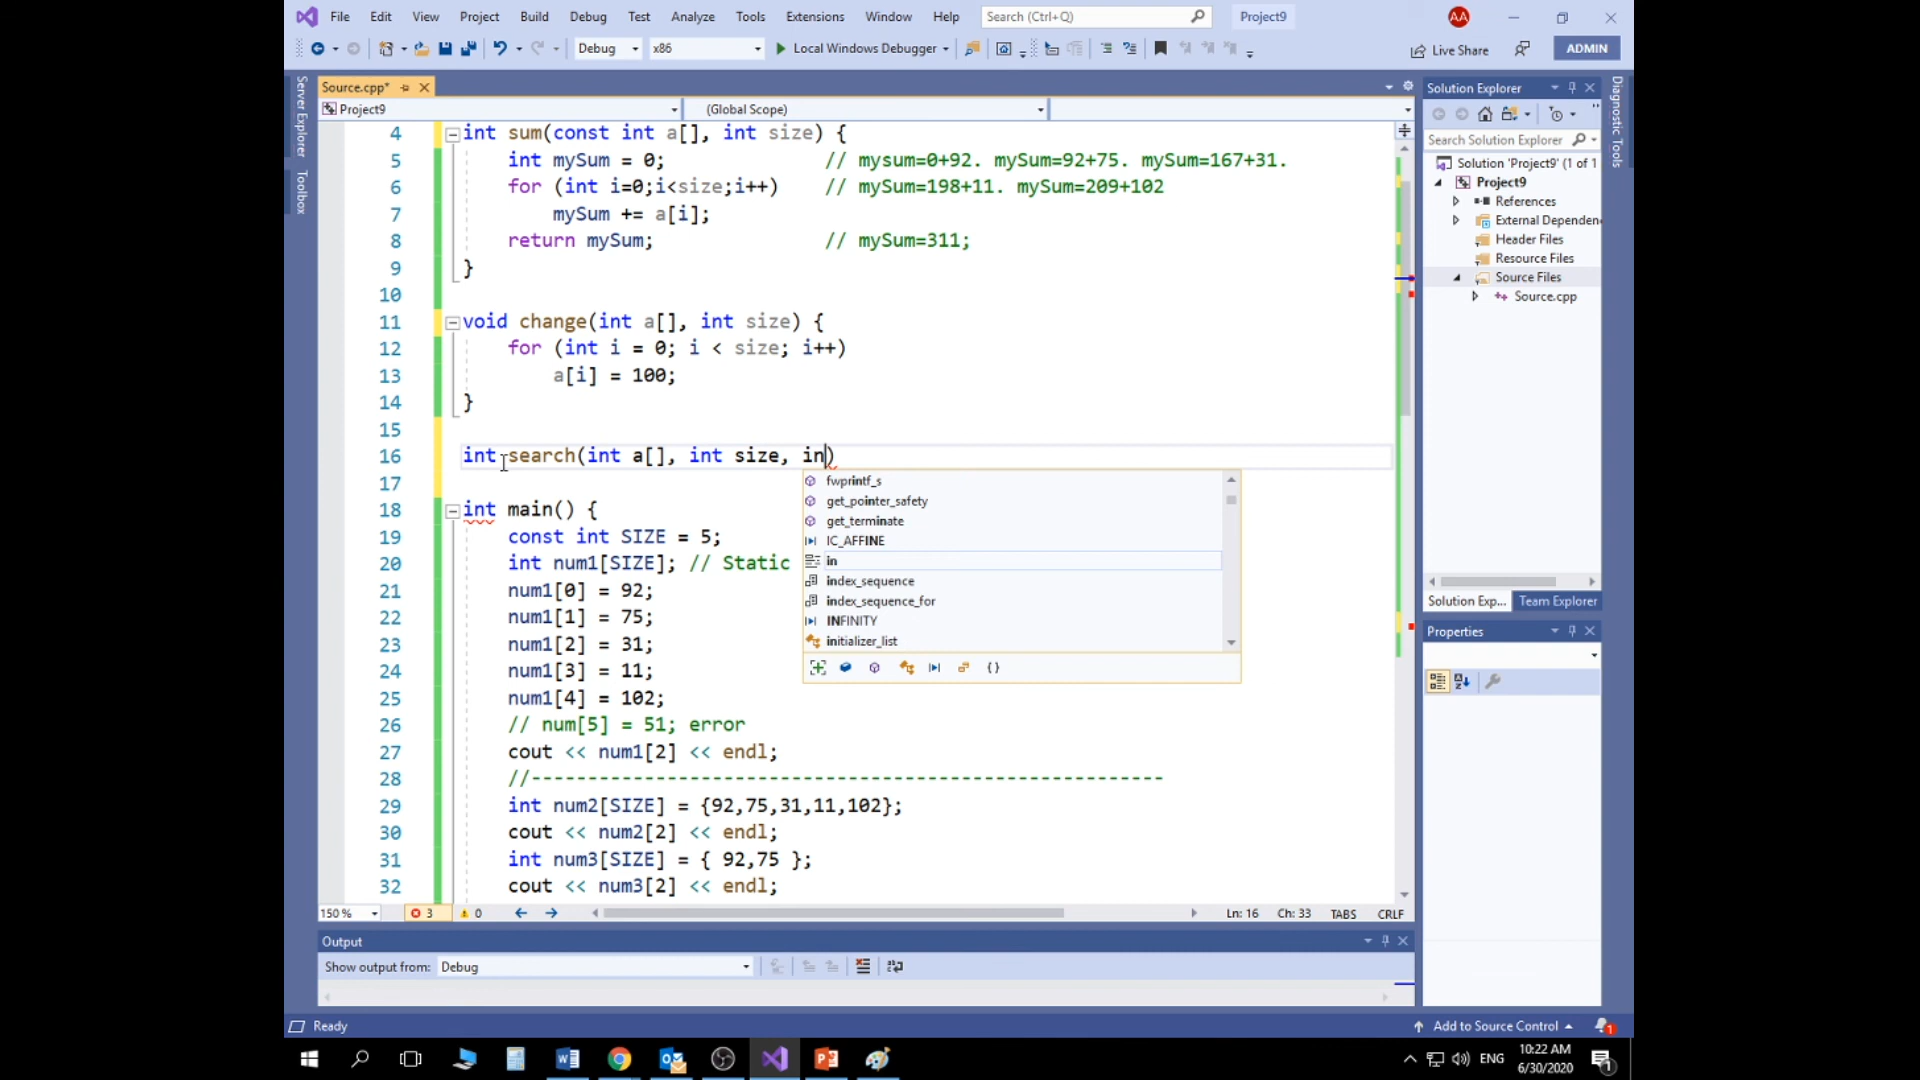 File Edit View Project Build Debug Test Analyze Tools Extensions Window Help Search (Ctrl+Q) Project9 AA
Debug x86 Local Windows Debugger Live Share ADMIN
Source.cpp*
Project9 (Global Scope)
Server Explorer
Toolbox
4 int sum(const int a[], int size) {
5 int mySum = 0; // mysum=0+92. mySum=92+75. mySum=167+31.
6 for (int i=0;i<size;i++) // mySum=198+11. mySum=209+102
7 mySum += a[i];
8 return mySum; // mySum=311;
9 }
10
11 void change(int a[], int size) {
12 for (int i = 0; i < size; i++)
13 a[i] = 100;
14 }
15
16 int search(int a[], int size, in)
17
18 int main() {
19 const int SIZE = 5;
20 int num1[SIZE]; // Static
21 num1[0] = 92;
22 num1[1] = 75;
23 num1[2] = 31;
24 num1[3] = 11;
25 num1[4] = 102;
26 // num[5] = 51; error
27 cout << num1[2] << endl;
28 //--------------------------------------------------------
29 int num2[SIZE] = {92,75,31,11,102};
30 cout << num2[2] << endl;
31 int num3[SIZE] = { 92,75 };
32 cout << num3[2] << endl;
fwprintf_s
get_pointer_safety
get_terminate
IC_AFFINE
in
index_sequence
index_sequence_for
INFINITY
initializer_list
{}
150 % 3 0 Ln: 16 Ch: 33 TABS CRLF
Output
Show output from: Debug
Solution Explorer
Search Solution Explorer
Solution 'Project9' (1 of 1
Project9
References
External Dependen
Header Files
Resource Files
Source Files
Source.cpp
Solution Exp... Team Explorer
Properties
Diagnostic Tools
Ready Add to Source Control 1
ENG 10:22 AM
6/30/2020 1